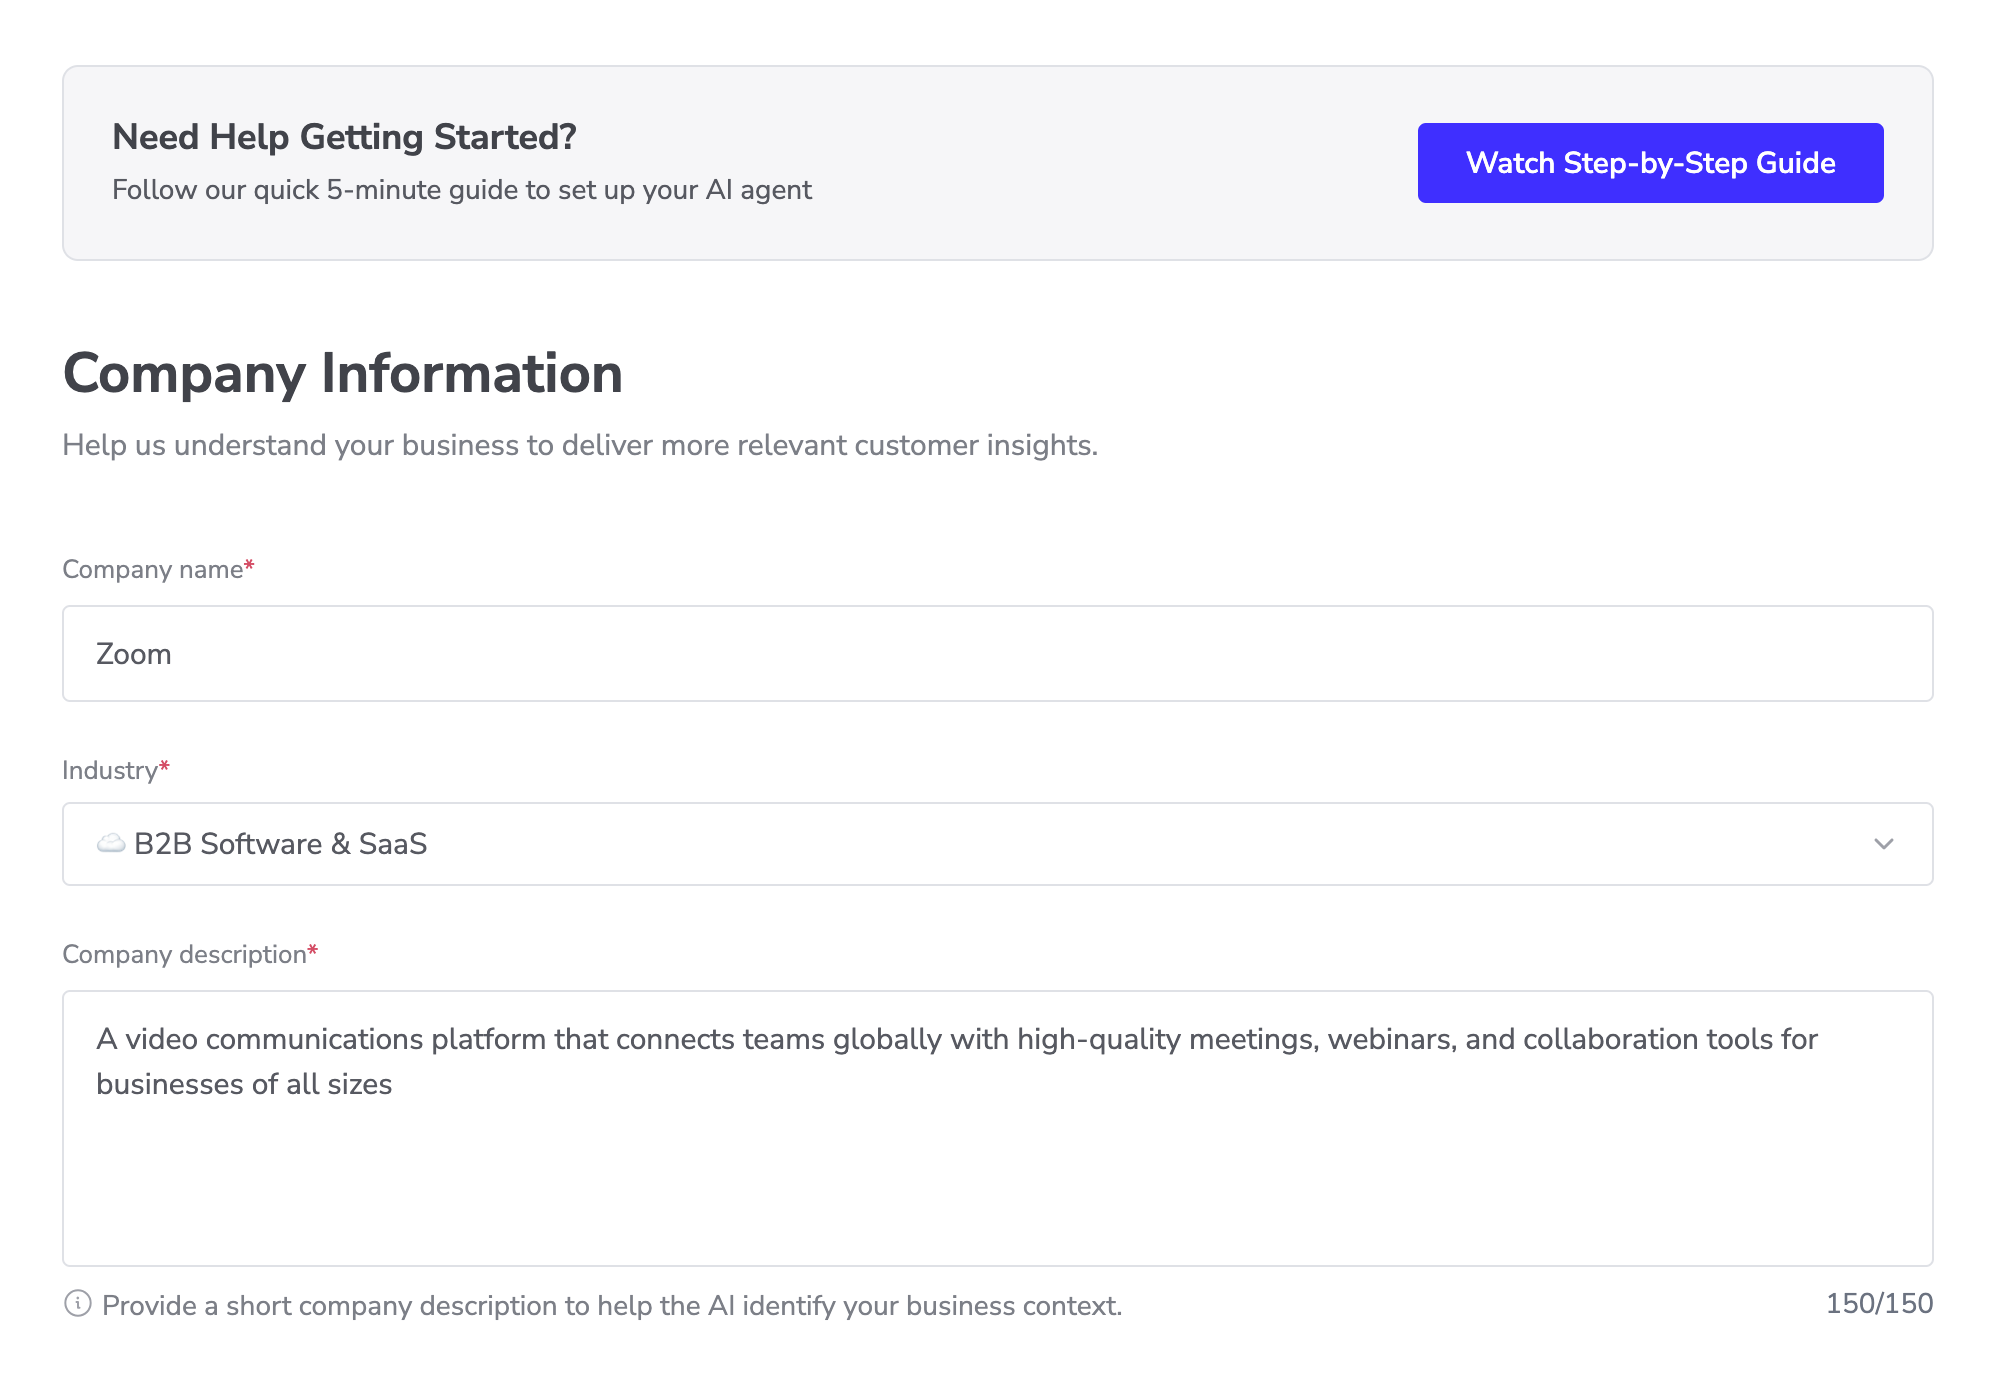 Need Help Getting Started?
Follow our quick 5-minute guide to set up your AI agent
Watch Step-by-Step Guide
Company Information
Help us understand your business to deliver more relevant customer insights.
Company name*
Zoom
Industry*
☁️ B2B Software & SaaS
Company description*
A video communications platform that connects teams globally with high-quality meetings, webinars, and collaboration tools for
businesses of all sizes
Provide a short company description to help the AI identify your business context.
150/150